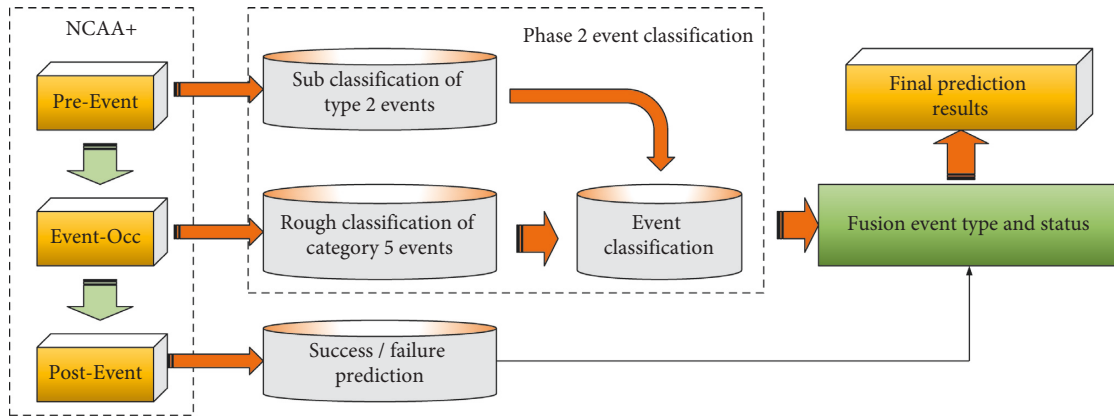 NCAA+
Phase 2 event classification
Pre-Event
Sub classification of
type 2 events
Final prediction
results
Event-Occ
Rough classification of
category 5 events
Event
classification
Fusion event type and status
Post-Event
Success / failure
prediction